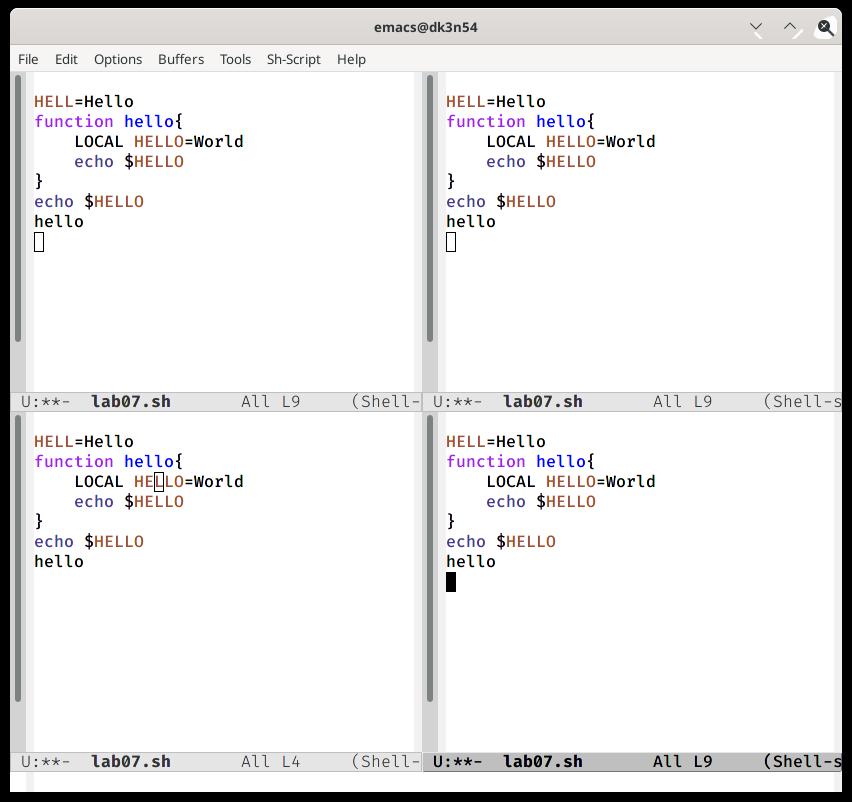 emacs@dk3n54
File Edit Options Buffers Tools Sh-Script Help
HELL=Hello
function hello{
    LOCAL HELLO=World
    echo $HELLO
}
echo $HELLO
hello
U:**-  lab07.sh       All L9     (Shell-
HELL=Hello
function hello{
    LOCAL HELLO=World
    echo $HELLO
}
echo $HELLO
hello
U:**-  lab07.sh       All L9     (Shell-s
HELL=Hello
function hello{
    LOCAL HELLO=World
    echo $HELLO
}
echo $HELLO
hello
U:**-  lab07.sh       All L4     (Shell-
HELL=Hello
function hello{
    LOCAL HELLO=World
    echo $HELLO
}
echo $HELLO
hello
U:**-  lab07.sh       All L9     (Shell-s